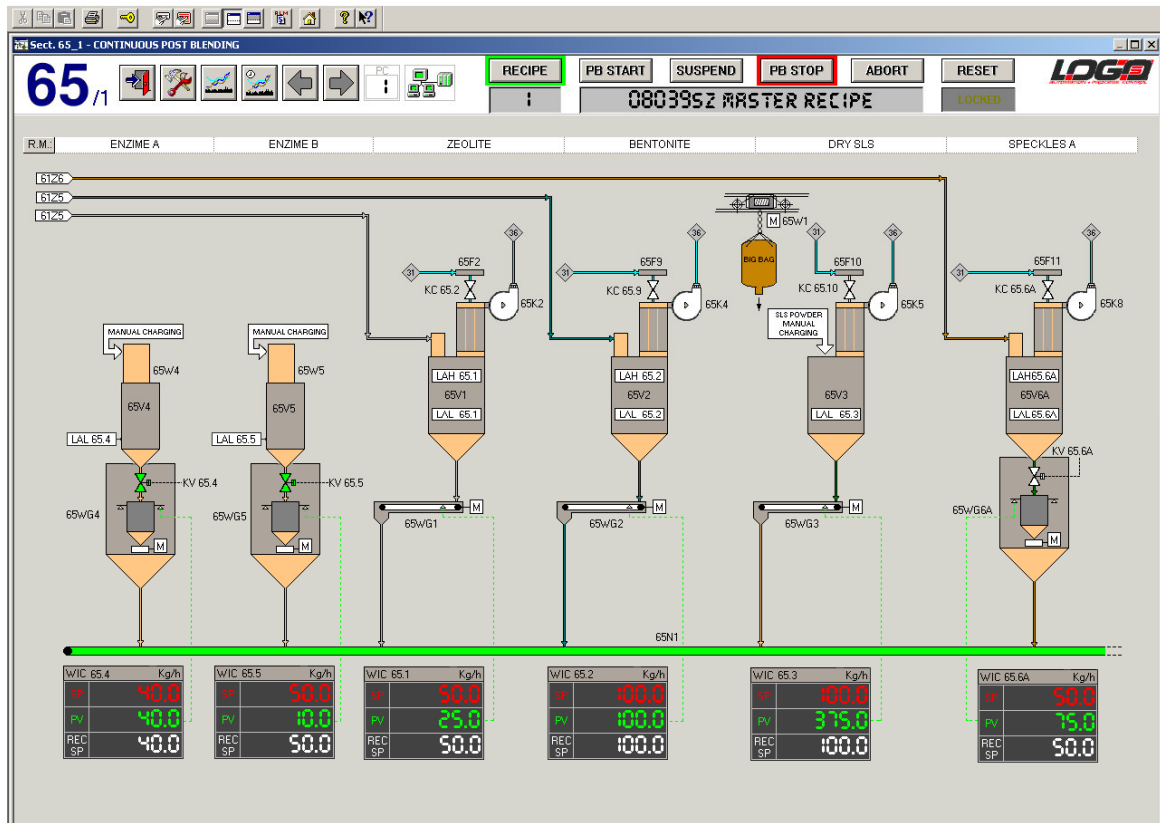 Sect. 65_1 - CONTINUOUS POST BLENDING
65/1
PC
1
RECIPE
PB START
SUSPEND
PB STOP
ABORT
RESET
1
08039SZ MASTER RECIPE
LOCKED
LOGO
R.M.:
ENZIME A
ENZIME B
ZEOLITE
BENTONITE
DRY SLS
SPECKLES A
61Z6
61Z5
61Z5
M
65W1
BIG BAG
31
65F2
36
KC 65.2
65K2
31
65F9
36
KC 65.9
65K4
31
65F10
36
KC 65.10
65K5
31
65F11
36
KC 65.6A
65K8
MANUAL CHARGING
MANUAL CHARGING
SLS POWDER
MANUAL
CHARGING
65W4
65W5
65V4
65V5
LAH 65.1
65V1
LAL 65.1
LAH 65.2
65V2
LAL 65.2
65V3
LAL 65.3
LAH65.6A
65V6A
LAL65.6A
LAL 65.4
LAL 65.5
KV 65.4
KV 65.5
KV 65.6A
65WG4
M
65WG5
M
65WG1
M
65WG2
M
65WG3
M
65WG6A
M
65N1
WIC 65.4 Kg/h
SP 40.0
PV 40.0
REC SP 40.0
WIC 65.5 Kg/h
SP 50.0
PV 10.0
REC SP 50.0
WIC 65.1 Kg/h
SP 50.0
PV 25.0
REC SP 50.0
WIC 65.2 Kg/h
SP 100.0
PV 100.0
REC SP 100.0
WIC 65.3 Kg/h
SP 100.0
PV 375.0
REC SP 100.0
WIC 65.6A Kg/h
SP 50.0
PV 75.0
REC SP 50.0